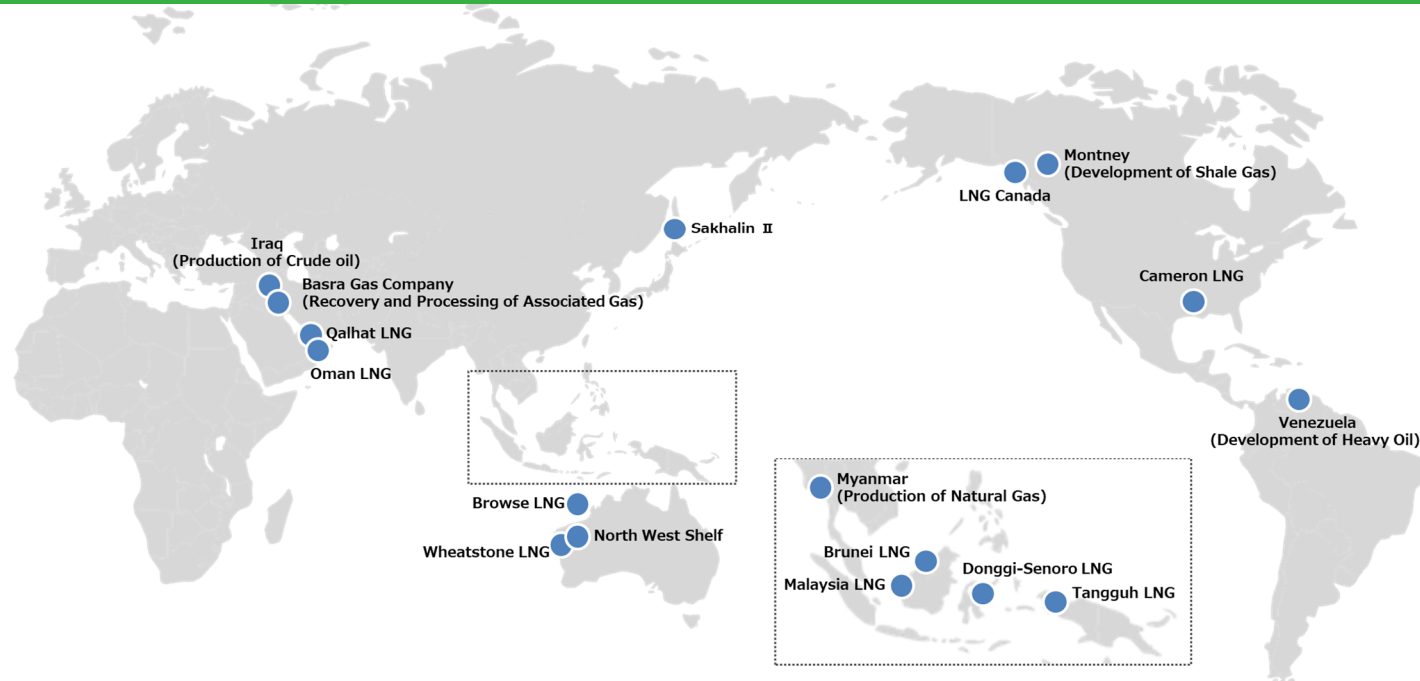 Montney
(Development of Shale Gas)
LNG Canada
Sakhalin Ⅱ
Iraq
(Production of Crude oil)
Basra Gas Company
(Recovery and Processing of Associated Gas)
Cameron LNG
Qalhat LNG
Oman LNG
Venezuela
(Development of Heavy Oil)
Browse LNG
North West Shelf
Wheatstone LNG
Myanmar
(Production of Natural Gas)
Brunei LNG
Donggi-Senoro LNG
Malaysia LNG
Tangguh LNG